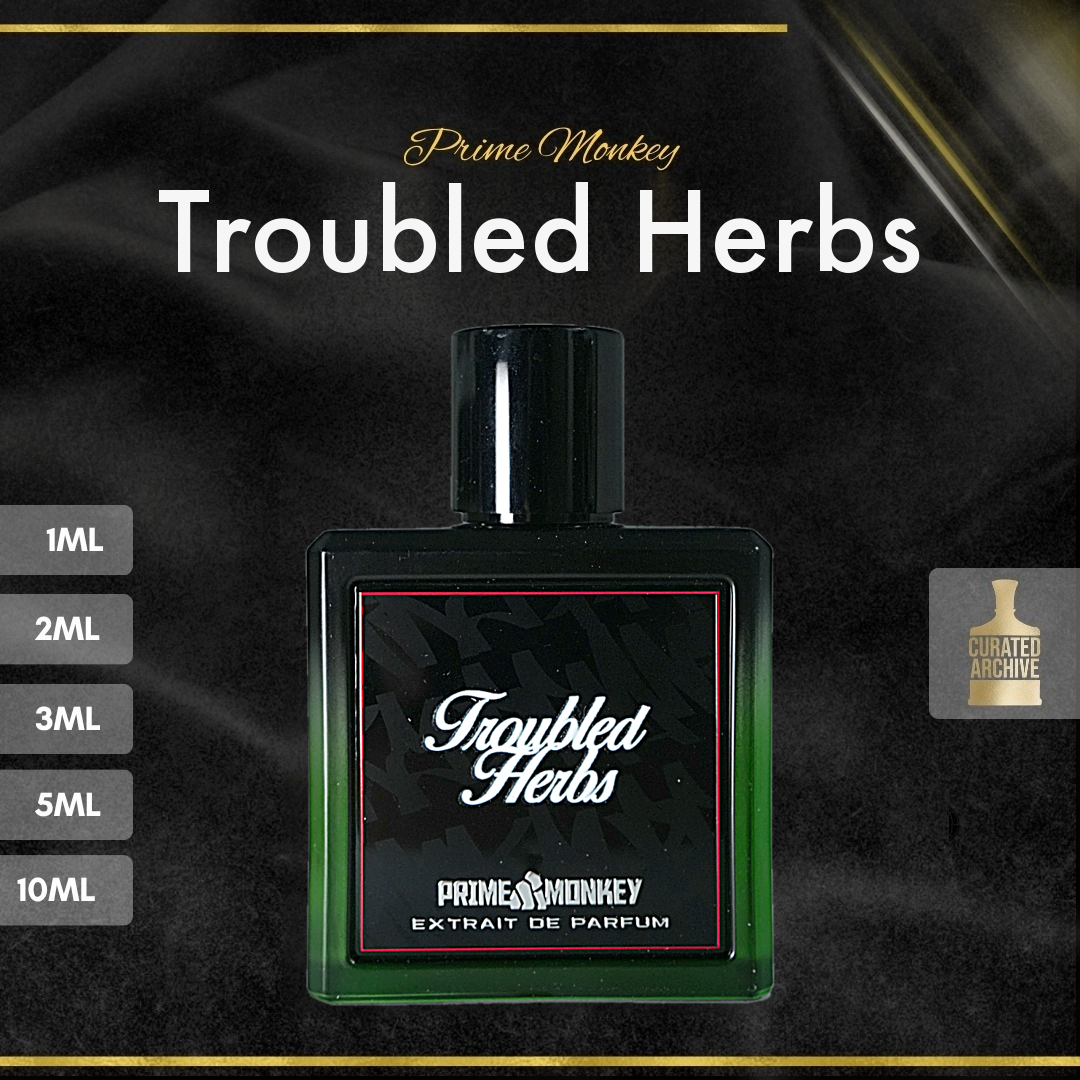 Prime Monkey
Troubled Herbs
1ML
2ML
3ML
5ML
10ML
CURATED
ARCHIVE
Troubled
Herbs
PRIME MONKEY
EXTRAIT DE PARFUM